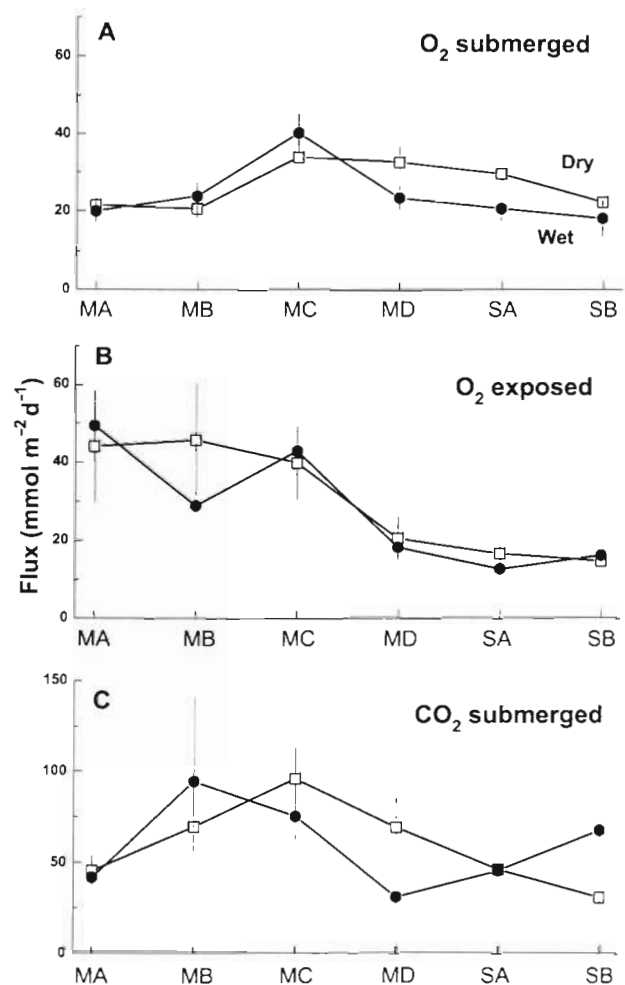 A
O2 submerged
60
40
20
0
Dry
Wet
MA MB MC MD SA SB
B
O2 exposed
60
40
20
0
MA MB MC MD SA SB
Flux (mmol m−2 d−1)
C
CO2 submerged
150
100
50
0
MA MB MC MD SA SB